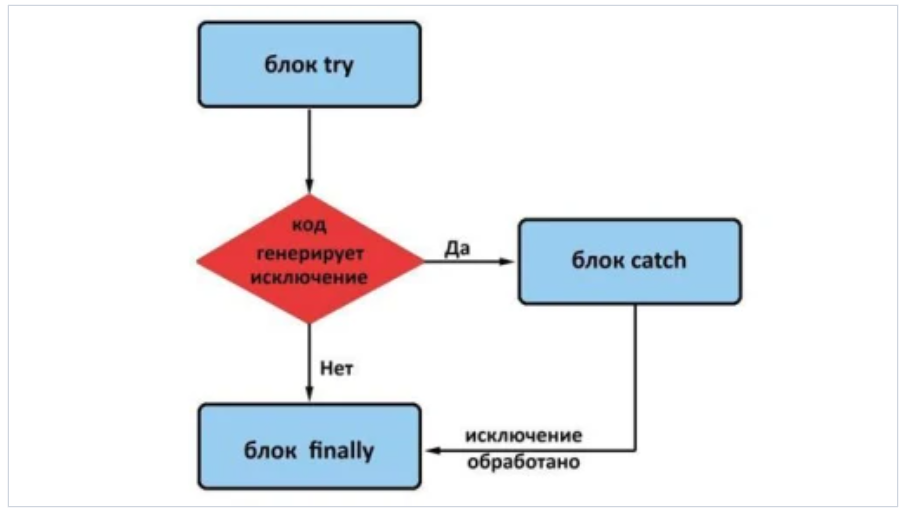 блок try
код
генерирует
исключение
Да
блок catch
Нет
блок finally
исключение
обработано